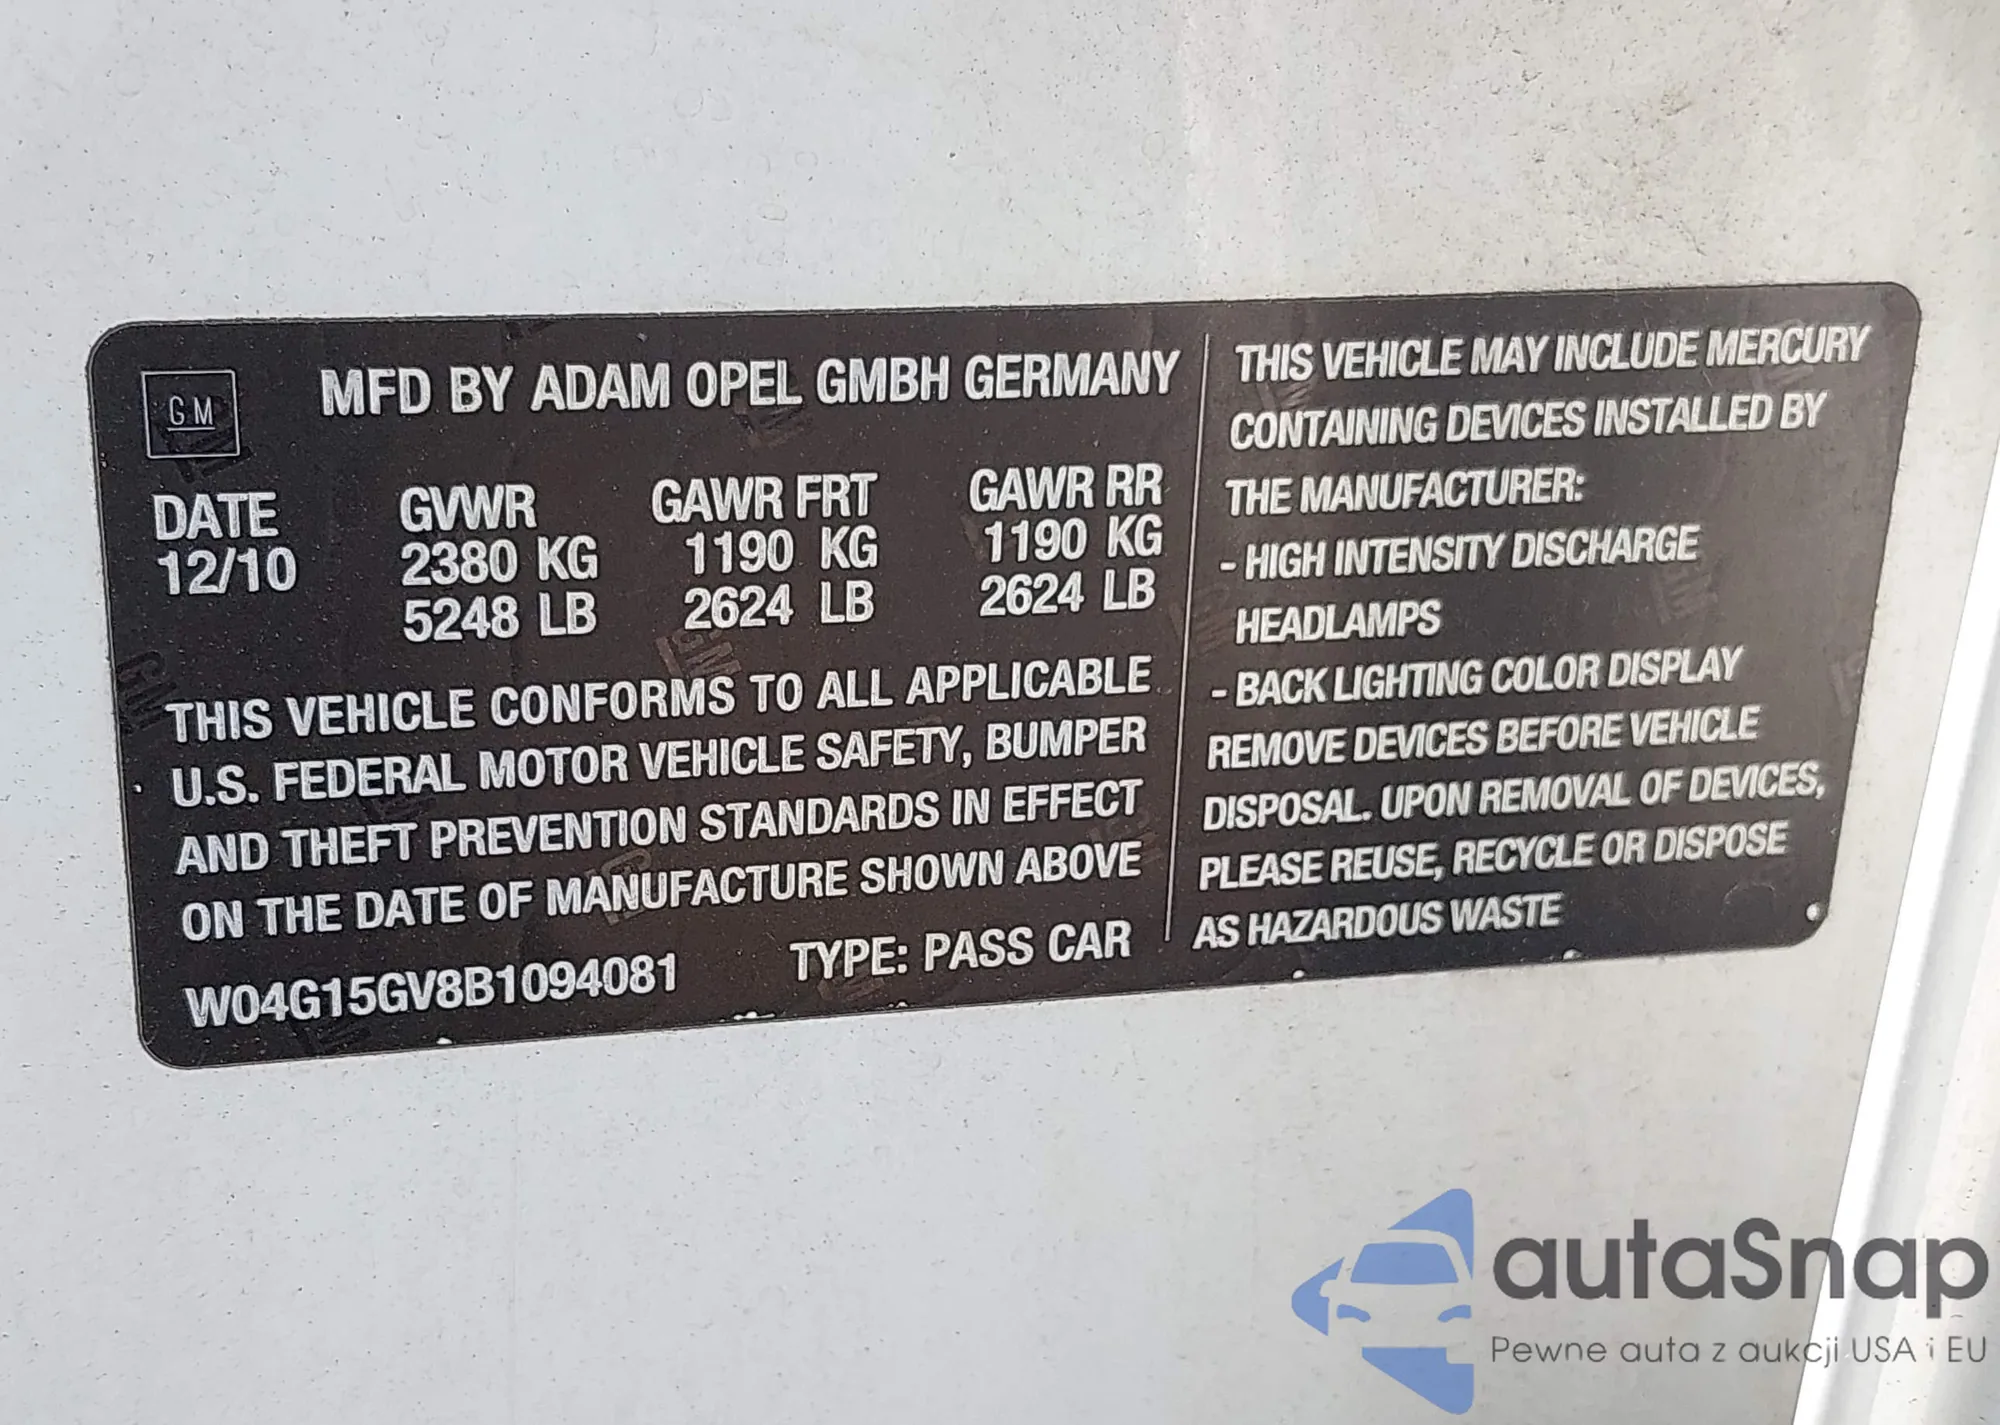 GM
MFD BY ADAM OPEL GMBH GERMANY
DATE GVWR GAWR FRT GAWR RR
12/10 2380 KG 1190 KG 1190 KG
5248 LB 2624 LB 2624 LB
THIS VEHICLE CONFORMS TO ALL APPLICABLE
U.S. FEDERAL MOTOR VEHICLE SAFETY, BUMPER
AND THEFT PREVENTION STANDARDS IN EFFECT
ON THE DATE OF MANUFACTURE SHOWN ABOVE
W04G15GV8B1094081 TYPE: PASS CAR
THIS VEHICLE MAY INCLUDE MERCURY
CONTAINING DEVICES INSTALLED BY
THE MANUFACTURER:
- HIGH INTENSITY DISCHARGE
HEADLAMPS
- BACK LIGHTING COLOR DISPLAY
REMOVE DEVICES BEFORE VEHICLE
DISPOSAL. UPON REMOVAL OF DEVICES,
PLEASE REUSE, RECYCLE OR DISPOSE
AS HAZARDOUS WASTE
autaSnap
Pewne auta z aukcji USA i EU